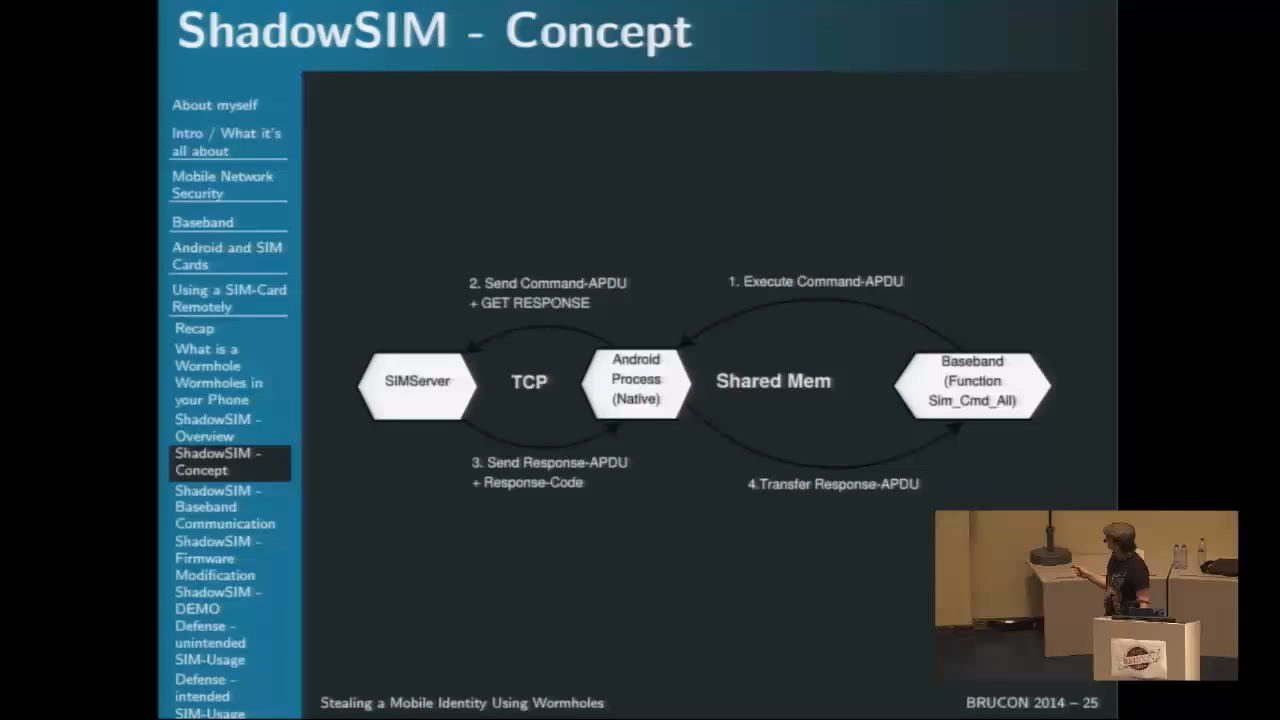 ShadowSIM - Concept
About myself
Intro / What it's
all about
Mobile Network
Security
Baseband
Android and SIM
Cards
Using a SIM-Card
Remotely
Recap
What is a
Wormhole
Wormholes in
your Phone
ShadowSIM -
Overview
ShadowSIM -
Concept
ShadowSIM -
Baseband
Communication
ShadowSIM -
Firmware
Modification
ShadowSIM -
DEMO
Defense -
unintended
SIM-Usage
Defense -
intended
SIM-Usage
2. Send Command-APDU
+ GET RESPONSE
1. Execute Command-APDU
SIMServer
TCP
Android
Process
(Native)
Shared Mem
Baseband
(Function
Sim_Cmd_All)
3. Send Response-APDU
+ Response-Code
4.Transfer Response-APDU
Stealing a Mobile Identity Using Wormholes
BRUCON 2014 – 25